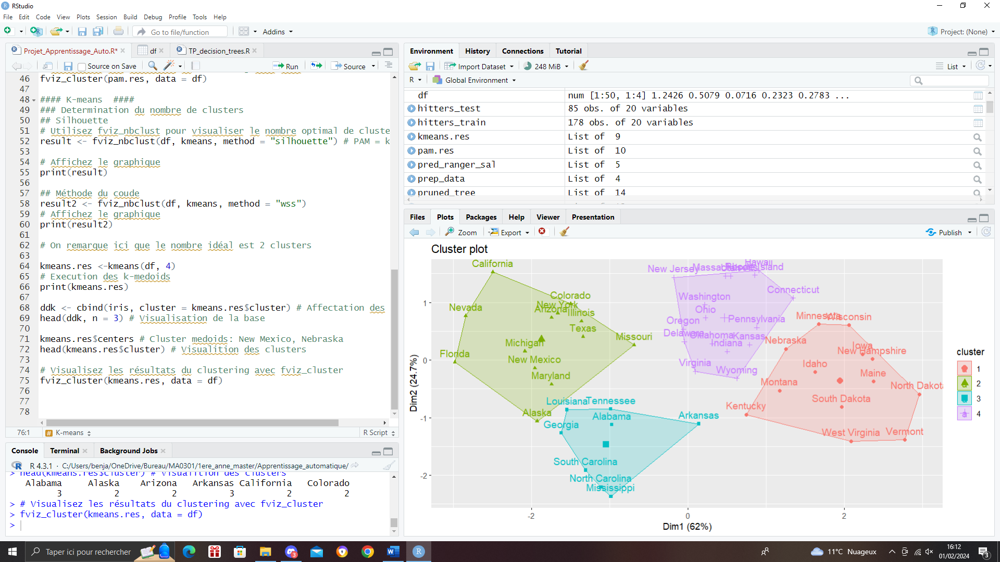 RStudio
File Edit Code View Plots Session Build Debug Profile Tools Help
Go to file/function Addins Project: (None)
Projet_Apprentissage_Auto.R* df TP_decision_trees.R
Source on Save Run Source
46 fviz_cluster(pam.res, data = df)
47
48 #### K-means ####
49 ### Determination du nombre de clusters
50 ## Silhouette
51 # Utilisez fviz_nbclust pour visualiser le nombre optimal de cluste
52 result <- fviz_nbclust(df, kmeans, method = "silhouette") # PAM = k
53
54 # Affichez le graphique
55 print(result)
56
57 ## Méthode du coude
58 result2 <- fviz_nbclust(df, kmeans, method = "wss")
59 # Affichez le graphique
60 print(result2)
61
62 # On remarque ici que le nombre idéal est 2 clusters
63
64 kmeans.res <-kmeans(df, 4)
65 # Execution des k-medoids
66 print(kmeans.res)
67
68 ddk <- cbind(iris, cluster = kmeans.res$cluster) # Affectation des
69 head(ddk, n = 3) # Visualisation de la base
70
71 kmeans.res$centers # Cluster medoids: New Mexico, Nebraska
72 head(kmeans.res$cluster) # Visualition des clusters
73
74 # Visualisez les résultats du clustering avec fviz_cluster
75 fviz_cluster(kmeans.res, data = df)
76
77
78
76:1 K-means R Script
Console Terminal Background Jobs
R 4.3.1 · C:/Users/benja/OneDrive/Bureau/MA0301/1ere_anne_master/Apprentissage_automatique/
> head(kmeans.res$cluster) # Visualition des clusters
Alabama Alaska Arizona Arkansas California Colorado
3 2 2 3 2 2
> # Visualisez les résultats du clustering avec fviz_cluster
> fviz_cluster(kmeans.res, data = df)
>
Environment History Connections Tutorial
Import Dataset 248 MiB List
R Global Environment
df num [1:50, 1:4] 1.2426 0.5079 0.0716 0.2323 0.2783 ...
hitters_test 85 obs. of 20 variables
hitters_train 178 obs. of 20 variables
kmeans.res List of 9
pam.res List of 10
pred_ranger_sal List of 5
prep_data List of 4
pruned_tree List of 14
Files Plots Packages Help Viewer Presentation
Zoom Export Publish
Cluster plot
California
Hawaii
New Jersey Massachusetts Rhode Island
Connecticut
Colorado
Washington
New York
Nevada
Arizona
Illinois
Ohio
Pennsylvania
Minnesota
Wisconsin
Oregon
Texas
Delaware
Oklahoma
Kansas
Missouri
Michigan
Indiana
Nebraska
Iowa
New Hampshire
Florida
New Mexico
Virginia
Idaho
Wyoming
Maryland
Maine
Montana
North Dakota
Louisiana
Tennessee
South Dakota
Kentucky
Alaska
Alabama
Arkansas
Georgia
West Virginia
Vermont
South Carolina
North Carolina
Mississippi
1
0
-1
-2
Dim2 (24.7%)
-2 0 2
Dim1 (62%)
cluster
1
2
3
4
Taper ici pour rechercher
3
11°C Nuageux
16:12
01/02/2024
3